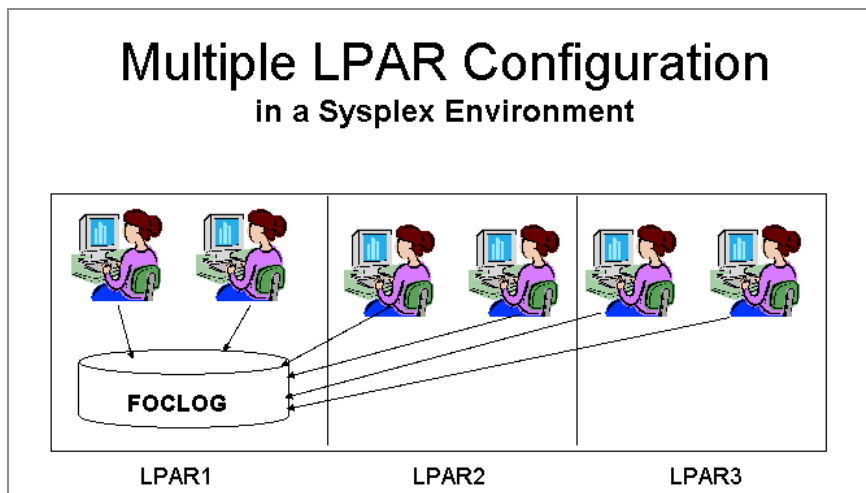 Multiple LPAR Configuration
in a Sysplex Environment
FOCLOG
LPAR1
LPAR2
LPAR3